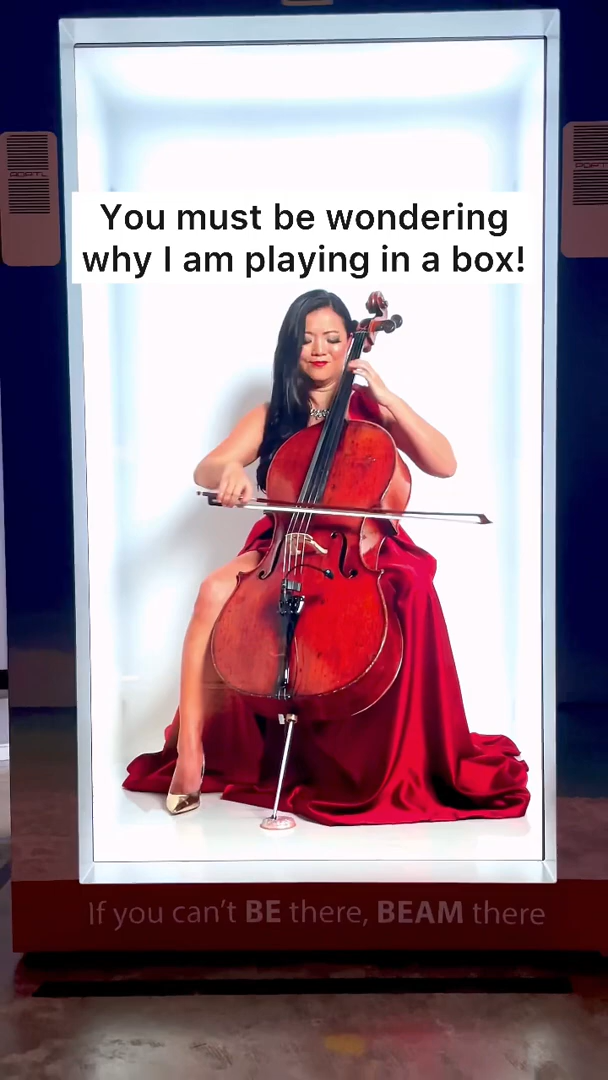 You must be wondering
why I am playing in a box!
If you can't BE there, BEAM there